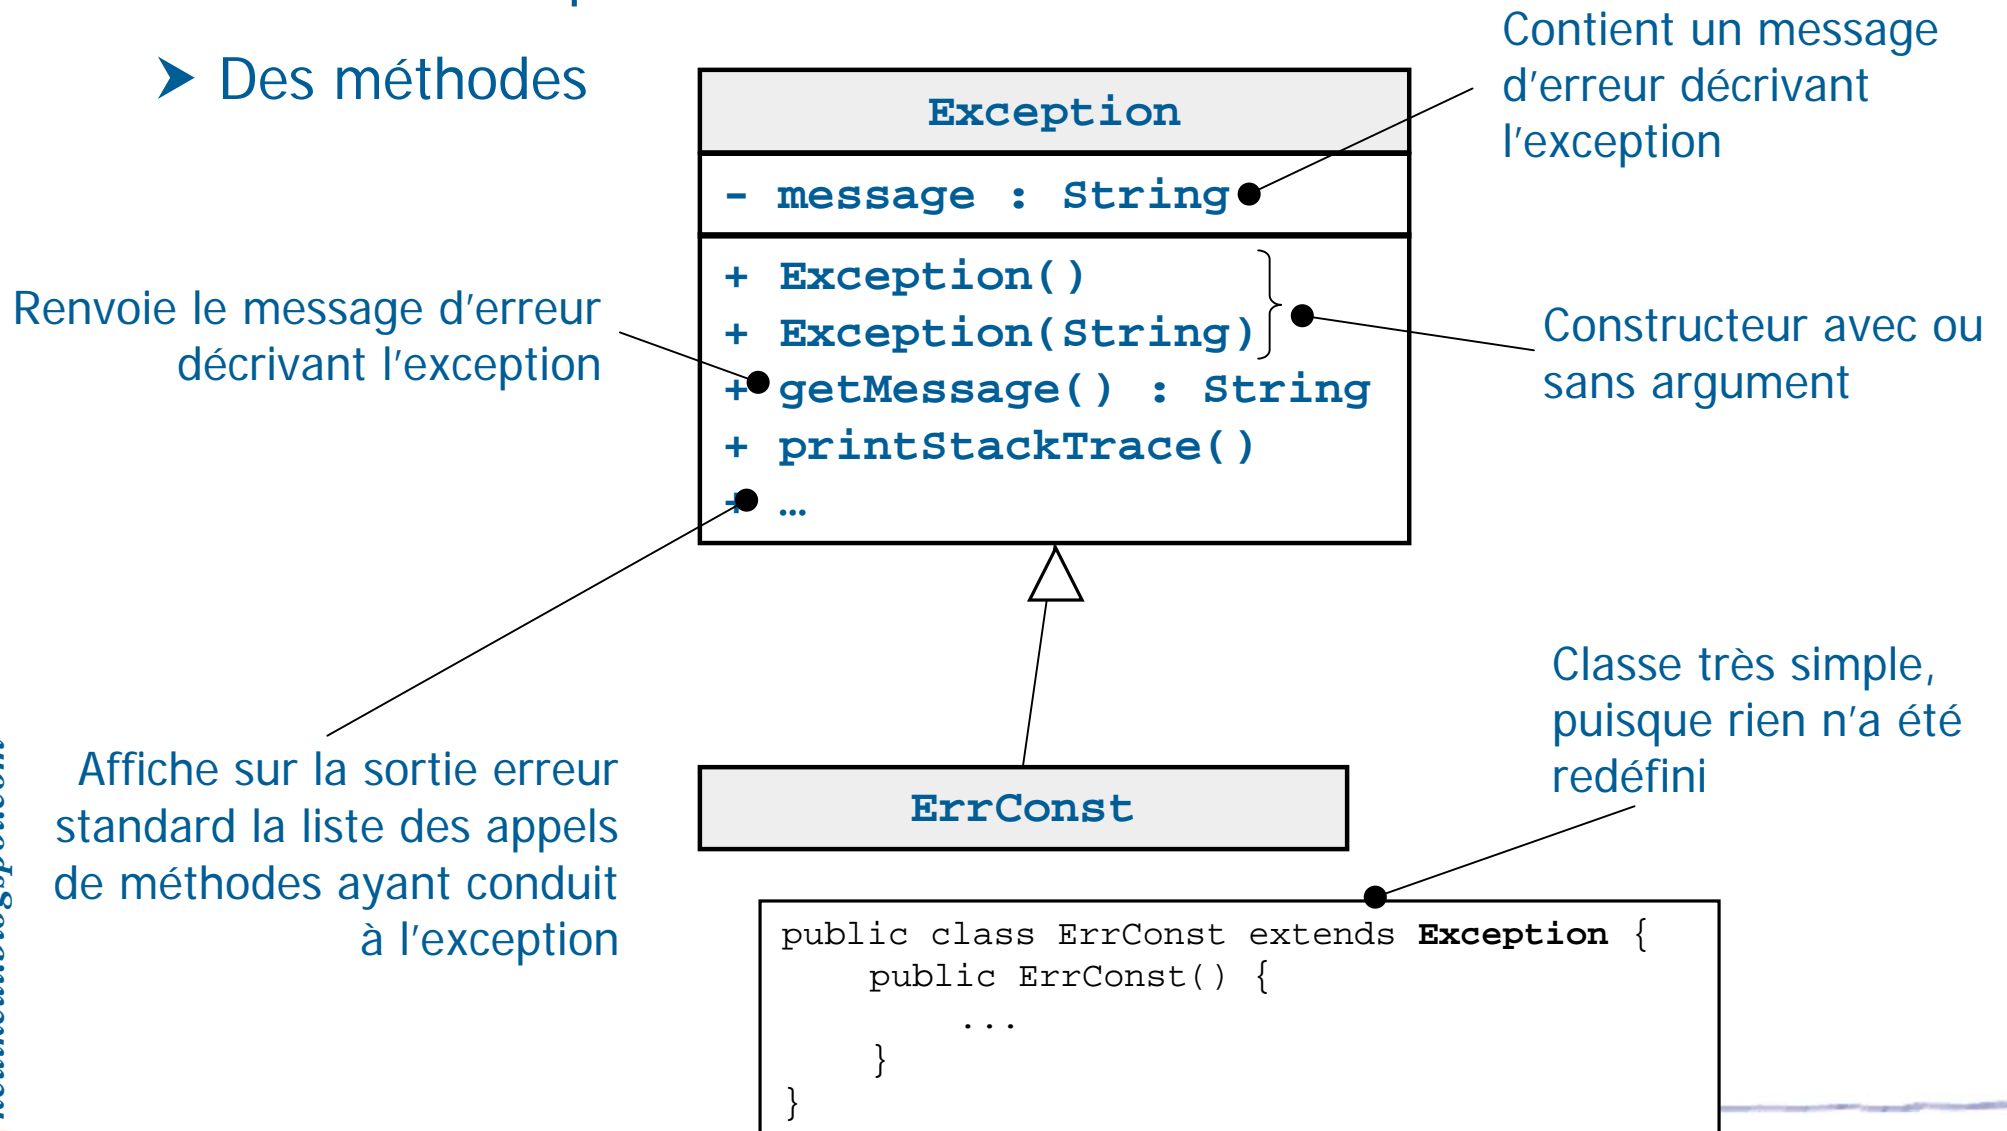 ➤ Des méthodes
Contient un message
d'erreur décrivant
l'exception
Exception
- message : String
+ Exception()
+ Exception(String)
+ getMessage() : String
+ printStackTrace()
+ …
Renvoie le message d'erreur
décrivant l'exception
Constructeur avec ou
sans argument
Affiche sur la sortie erreur
standard la liste des appels
de méthodes ayant conduit
à l'exception
Classe très simple,
puisque rien n'a été
redéfini
ErrConst
public class ErrConst extends Exception {
public ErrConst() {
...
}
}